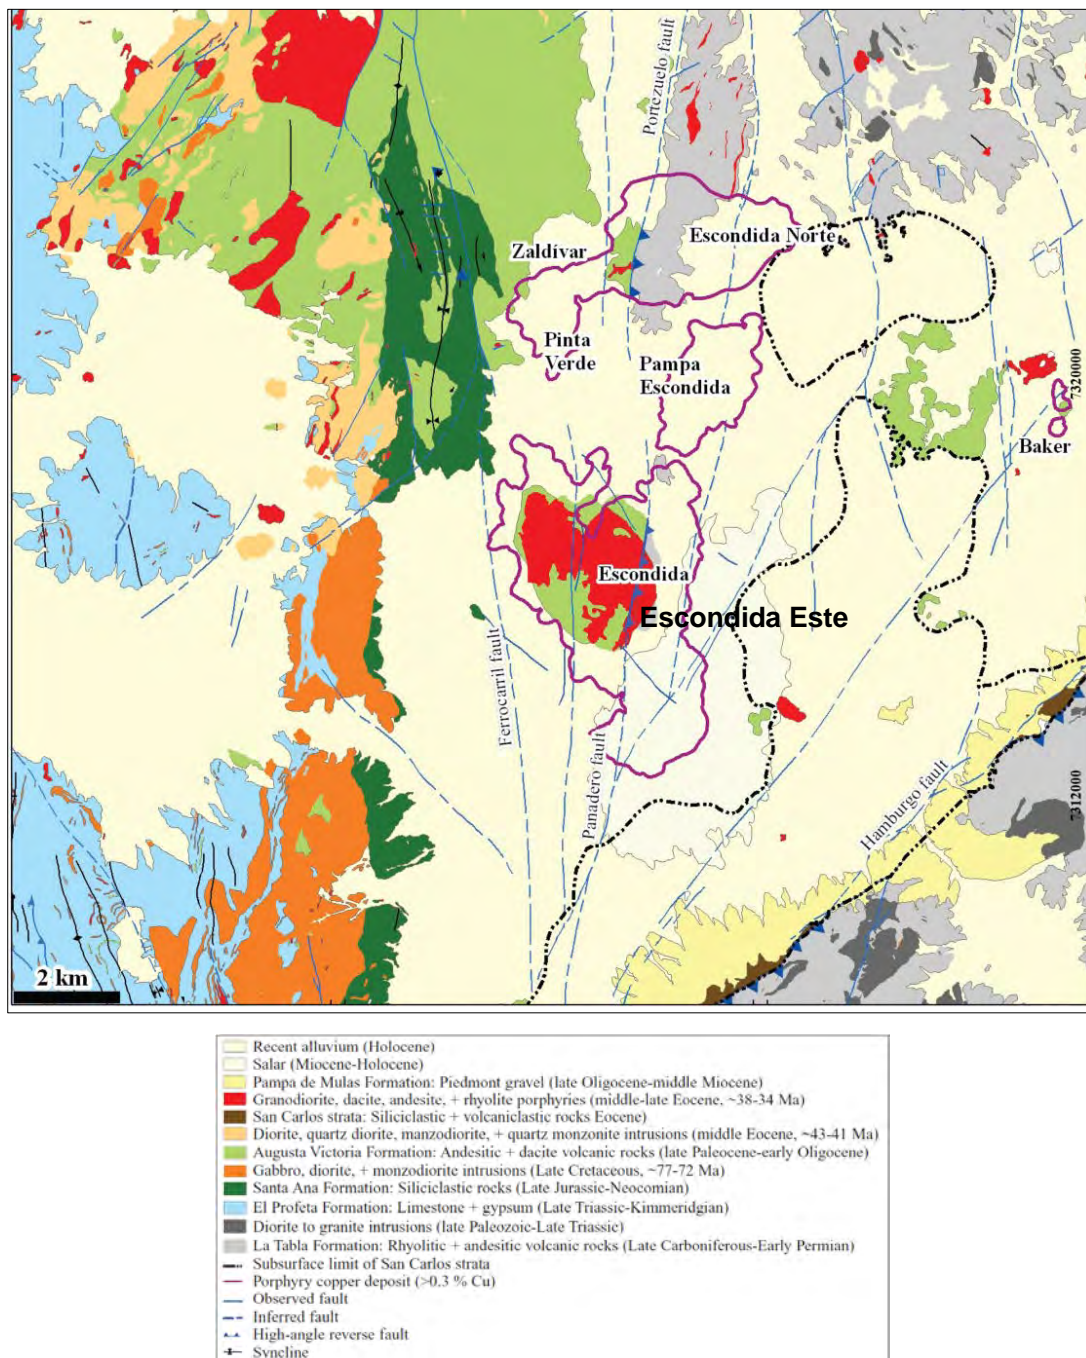 Portezuelo fault
Zaldívar
Escondida Norte
Pinta
Verde
Pampa
Escondida
7320000
Baker
Escondida
Escondida Este
Ferrocarril fault
Panadero fault
Hamburgo fault
7312000
2 km
Recent alluvium (Holocene)
Salar (Miocene-Holocene)
Pampa de Mulas Formation: Piedmont gravel (late Oligocene-middle Miocene)
Granodiorite, dacite, andesite, + rhyolite porphyries (middle-late Eocene, ~38-34 Ma)
San Carlos strata: Siliciclastic + volcaniclastic rocks Eocene)
Diorite, quartz diorite, manzodiorite, + quartz monzonite intrusions (middle Eocene, ~43-41 Ma)
Augusta Victoria Formation: Andesitic + dacite volcanic rocks (late Paleocene-early Oligocene)
Gabbro, diorite, + monzodiorite intrusions (Late Cretaceous, ~77-72 Ma)
Santa Ana Formation: Siliciclastic rocks (Late Jurassic-Neocomian)
El Profeta Formation: Limestone + gypsum (Late Triassic-Kimmeridgian)
Diorite to granite intrusions (late Paleozoic-Late Triassic)
La Tabla Formation: Rhyolitic + andesitic volcanic rocks (Late Carboniferous-Early Permian)
Subsurface limit of San Carlos strata
Porphyry copper deposit (>0.3 % Cu)
Observed fault
Inferred fault
High-angle reverse fault
Syncline